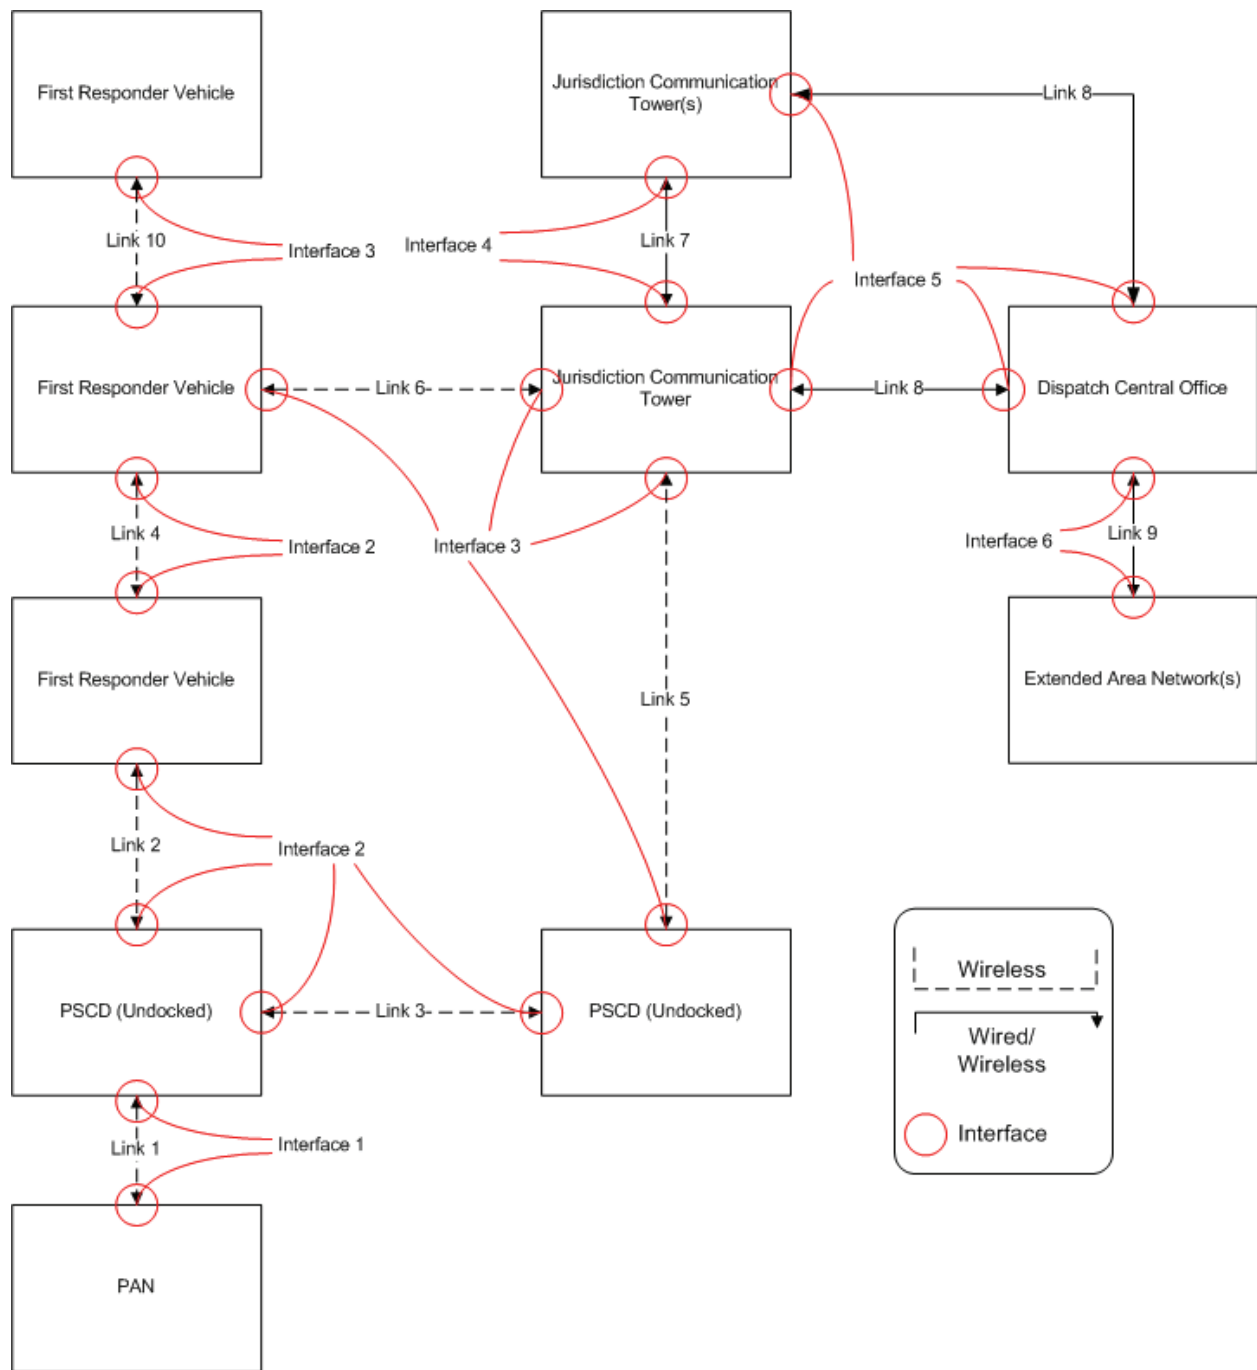 First Responder Vehicle
Jurisdiction Communication
Tower(s)
Link 8
Link 10
Interface 3
Interface 4
Link 7
Interface 5
First Responder Vehicle
Link 6
Jurisdiction Communication
Tower
Link 8
Dispatch Central Office
Link 4
Interface 2
Interface 3
Interface 6
Link 9
First Responder Vehicle
Link 5
Extended Area Network(s)
Link 2
Interface 2
PSCD (Undocked)
Link 3
PSCD (Undocked)
Wireless
Wired/
Wireless
Interface
Link 1
Interface 1
PAN